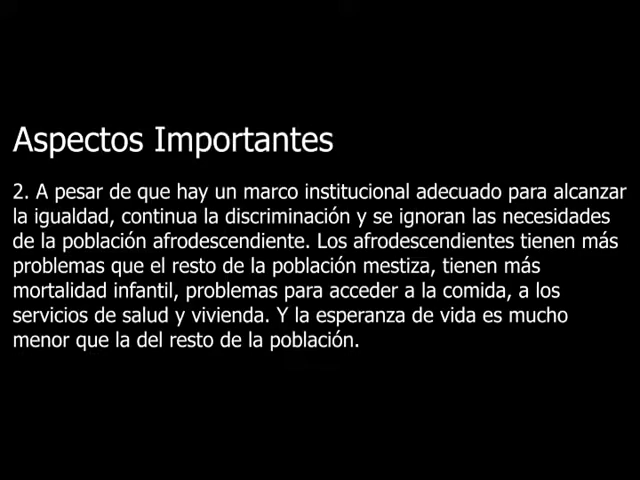 Aspectos Importantes
2. A pesar de que hay un marco institucional adecuado para alcanzar
la igualdad, continua la discriminación y se ignoran las necesidades
de la población afrodescendiente. Los afrodescendientes tienen más
problemas que el resto de la población mestiza, tienen más
mortalidad infantil, problemas para acceder a la comida, a los
servicios de salud y vivienda. Y la esperanza de vida es mucho
menor que la del resto de la población.